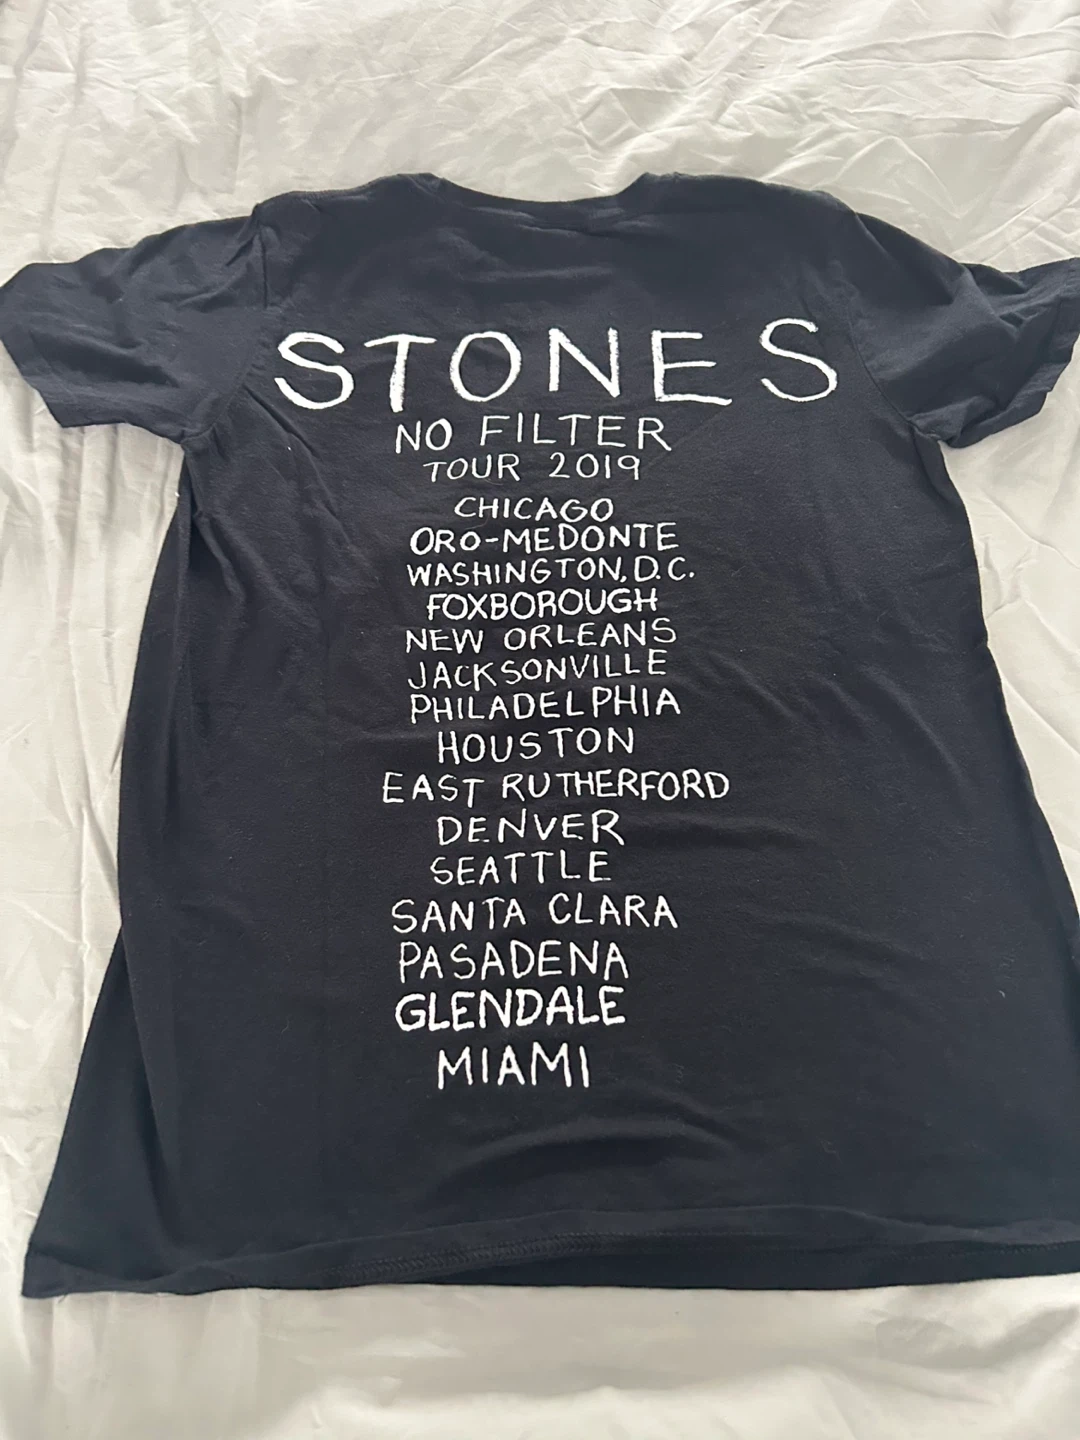 STONES
NO FILTER
TOUR 2019
CHICAGO
ORO-MEDONTE
WASHINGTON, D.C.
FOXBOROUGH
NEW ORLEANS
JACKSONVILLE
PHILADELPHIA
HOUSTON
EAST RUTHERFORD
DENVER
SEATTLE
SANTA CLARA
PASADENA
GLENDALE
MIAMI